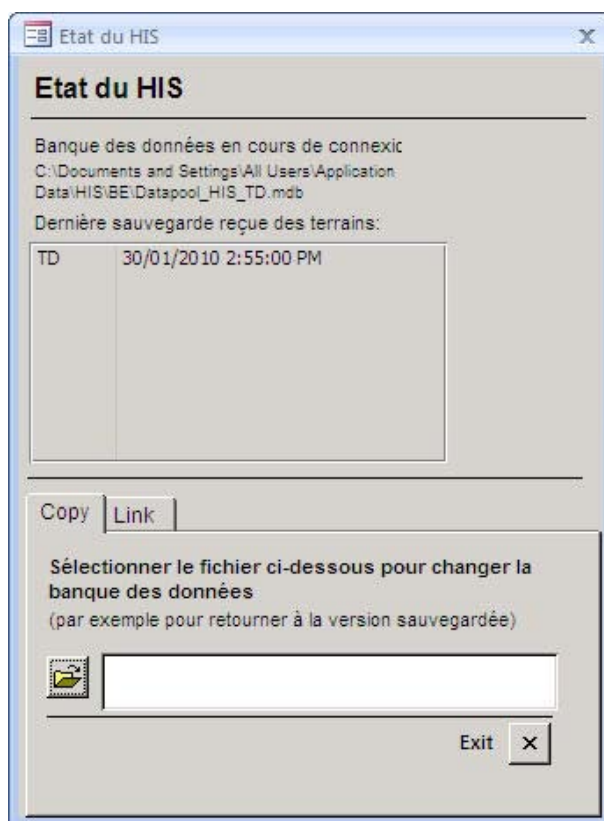 Etat du HIS
Etat du HIS
Banque des données en cours de connexic
C:\Documents and Settings\All Users\Application
Data\HIS\BE\Datapool_HIS_TD.mdb
Dernière sauvegarde reçue des terrains:
TD 30/01/2010 2:55:00 PM
Copy Link
Sélectionner le fichier ci-dessous pour changer la
banque des données
(par exemple pour retourner à la version sauvegardée)
Exit